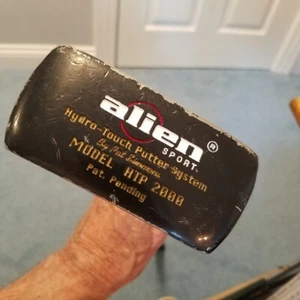 alien®
SPORT
Hydro-Touch Putter System
By Pat Simmons
MODEL HTP 2000
Pat. Pending